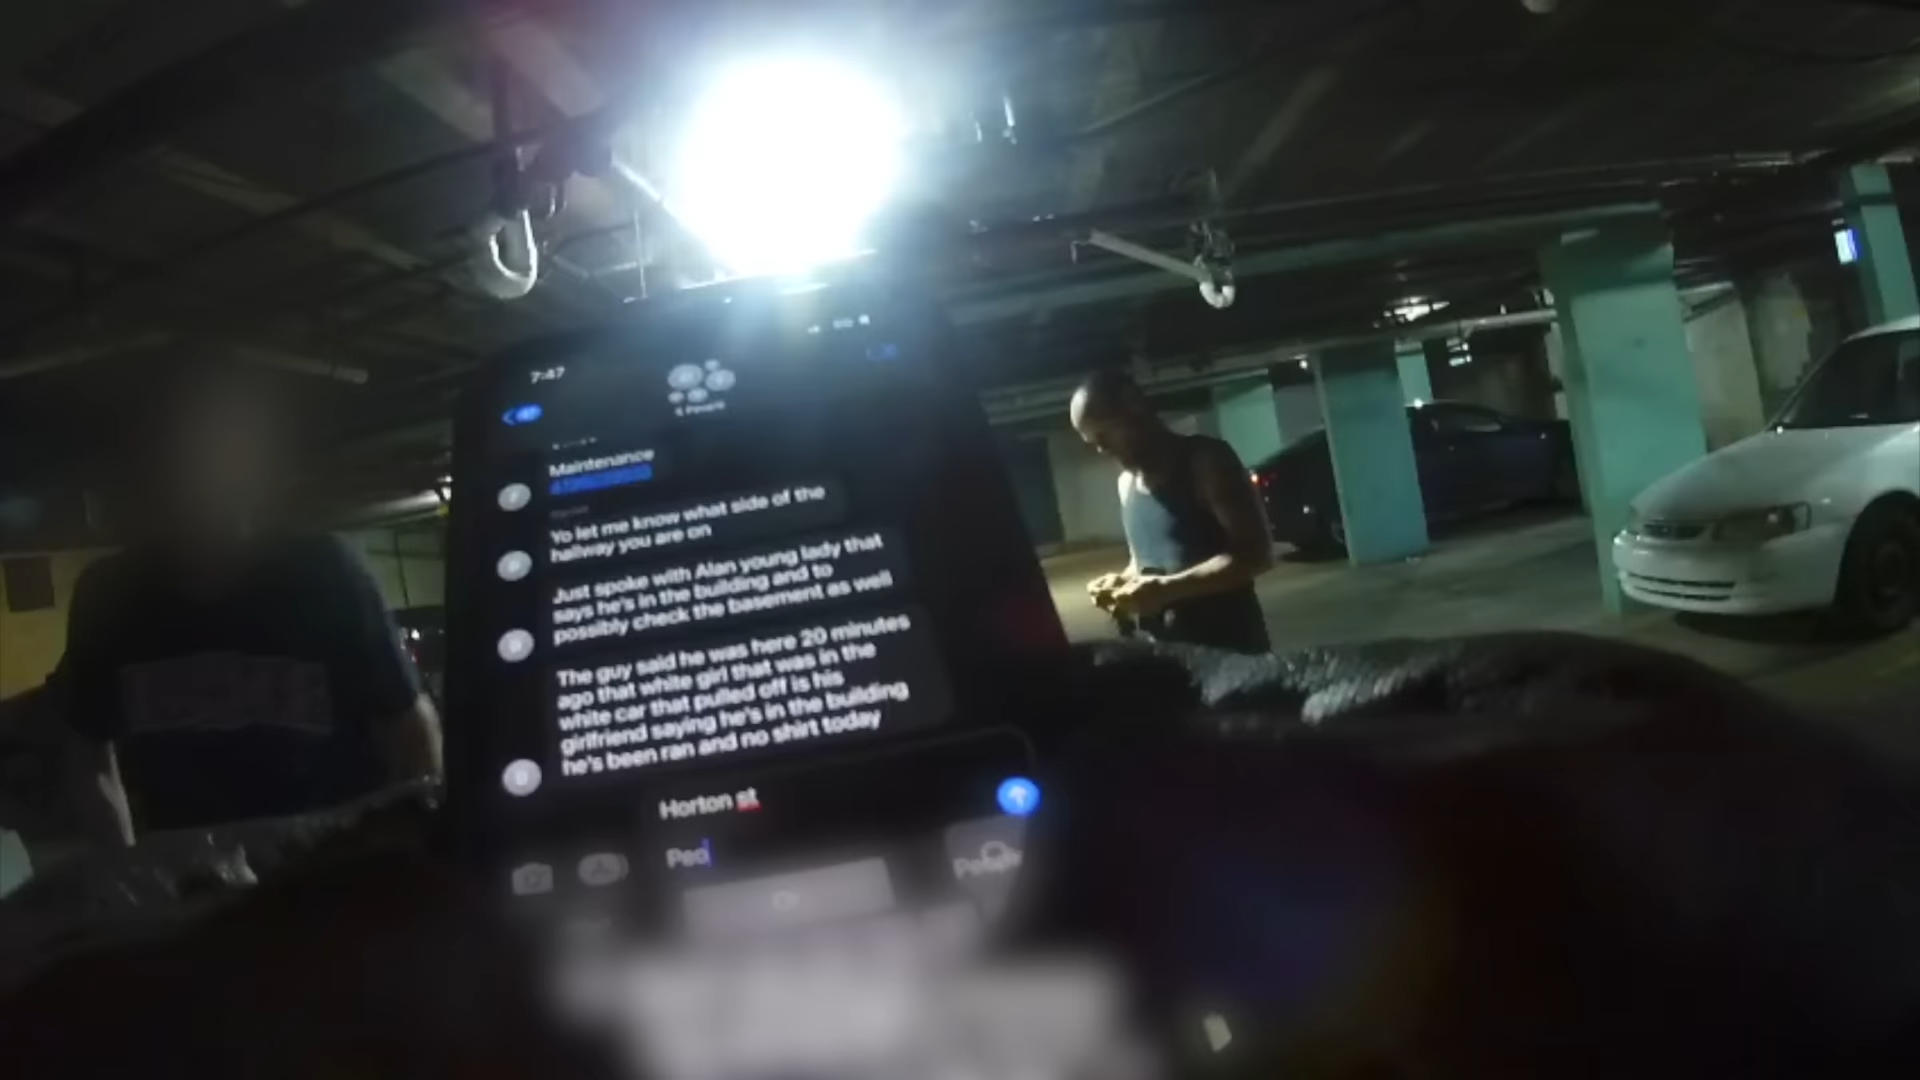 7:47
Maintenance
Yo let me know what side of the
hallway you are on
Just spoke with Alan young lady that
says he's in the building and to
possibly check the basement as well
The guy said he was here 20 minutes
ago that white girl that was in the
white car that pulled off is his
girlfriend saying he's in the building
he's been ran and no shirt today
Horton st
Peo